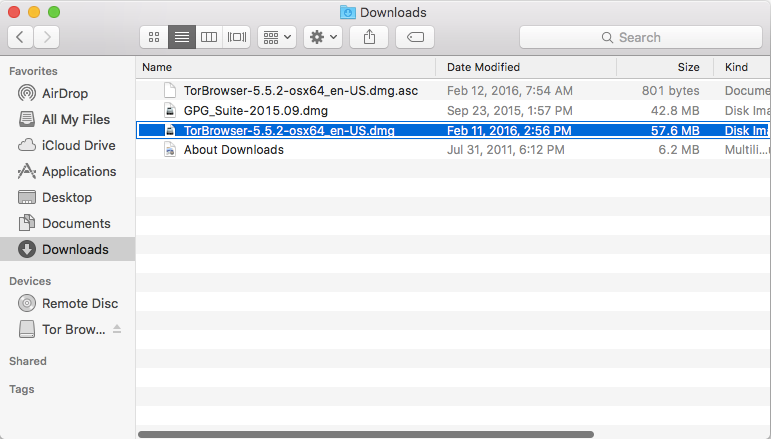 Downloads
Search
Favorites
AirDrop
All My Files
iCloud Drive
Applications
Desktop
Documents
Downloads
Devices
Remote Disc
Tor Brow...
Shared
Tags
Name Date Modified Size Kind
TorBrowser-5.5.2-osx64_en-US.dmg.asc Feb 12, 2016, 7:54 AM 801 bytes Docume
GPG_Suite-2015.09.dmg Sep 23, 2015, 1:57 PM 42.8 MB Disk Ima
TorBrowser-5.5.2-osx64_en-US.dmg Feb 11, 2016, 2:56 PM 57.6 MB Disk Ima
About Downloads Jul 31, 2011, 6:12 PM 6.2 MB Multili...u